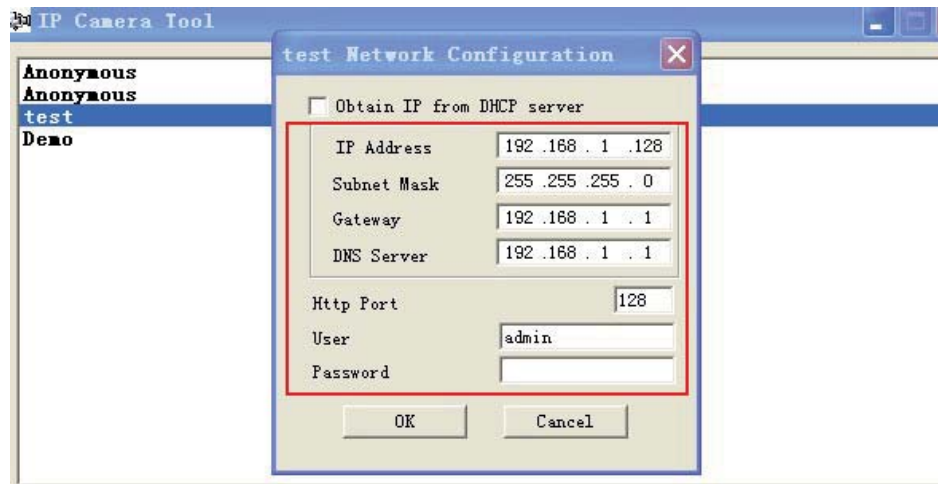 IP Camera Tool
test Network Configuration
Anonymous
Anonymous
test
Demo
Obtain IP from DHCP server
IP Address 192 .168 . 1 .128
Subnet Mask 255 .255 .255 . 0
Gateway 192 .168 . 1 . 1
DNS Server 192 .168 . 1 . 1
Http Port 128
User admin
Password
OK Cancel